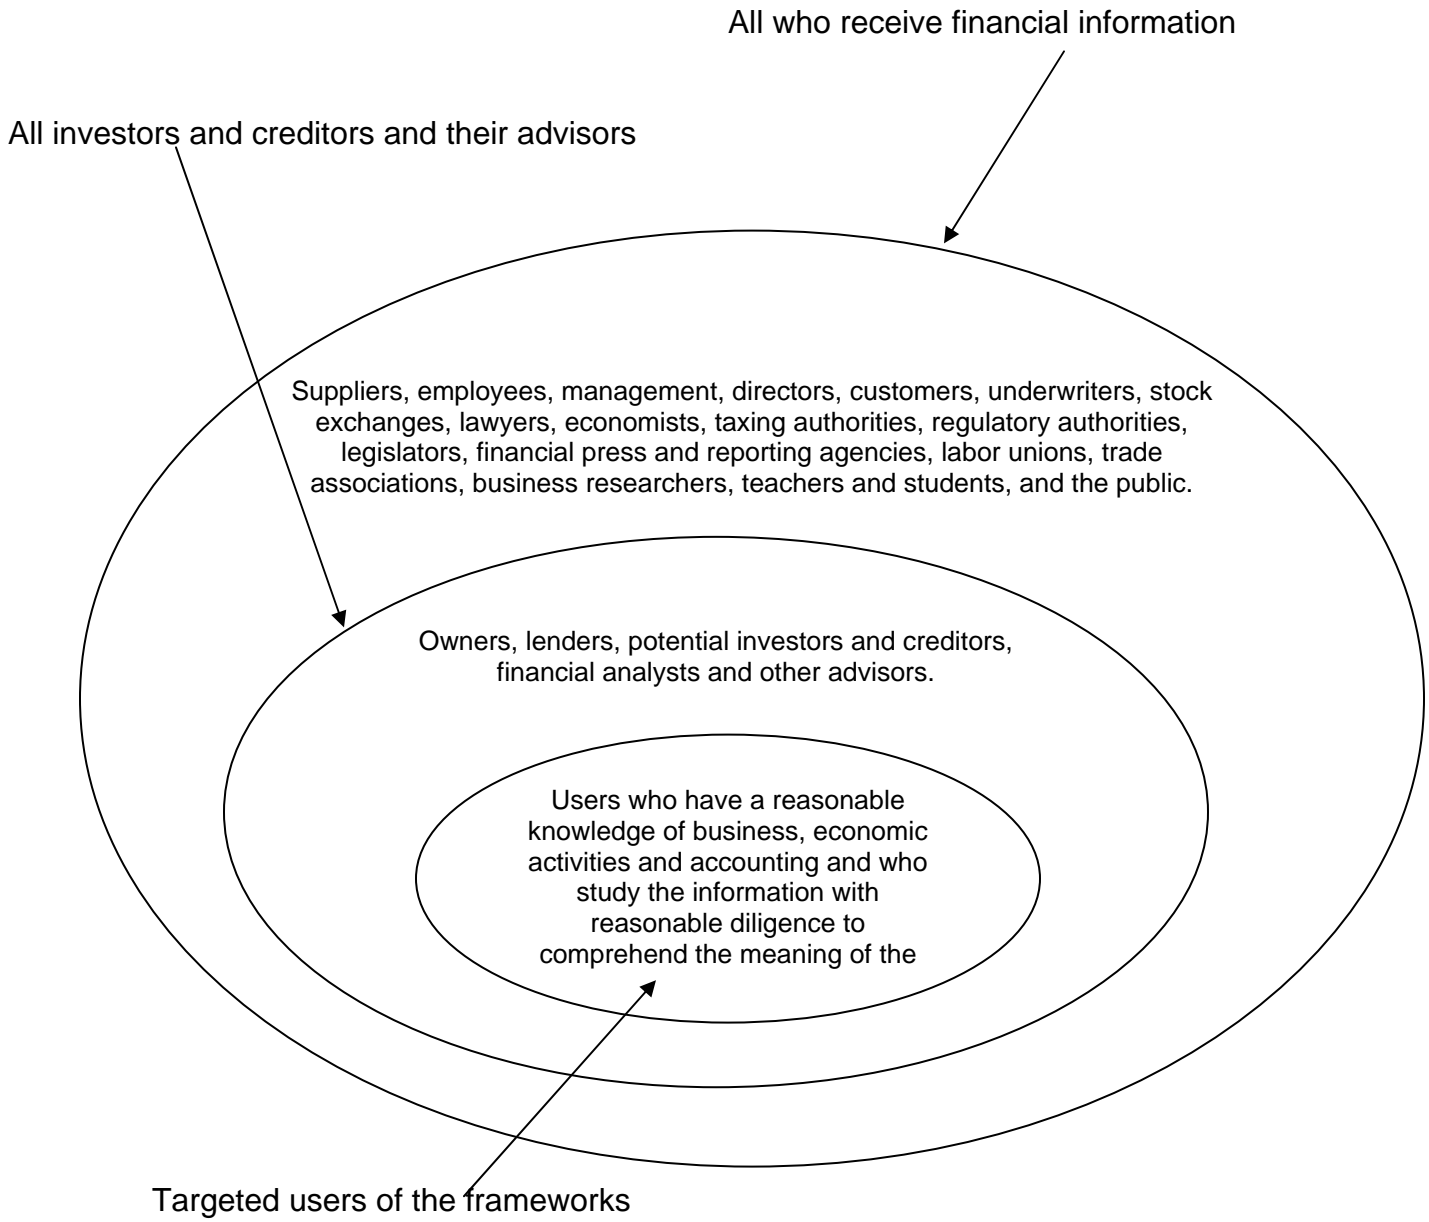 All who receive financial information
All investors and creditors and their advisors
Suppliers, employees, management, directors, customers, underwriters, stock
exchanges, lawyers, economists, taxing authorities, regulatory authorities,
legislators, financial press and reporting agencies, labor unions, trade
associations, business researchers, teachers and students, and the public.
Owners, lenders, potential investors and creditors,
financial analysts and other advisors.
Users who have a reasonable
knowledge of business, economic
activities and accounting and who
study the information with
reasonable diligence to
comprehend the meaning of the
Targeted users of the frameworks